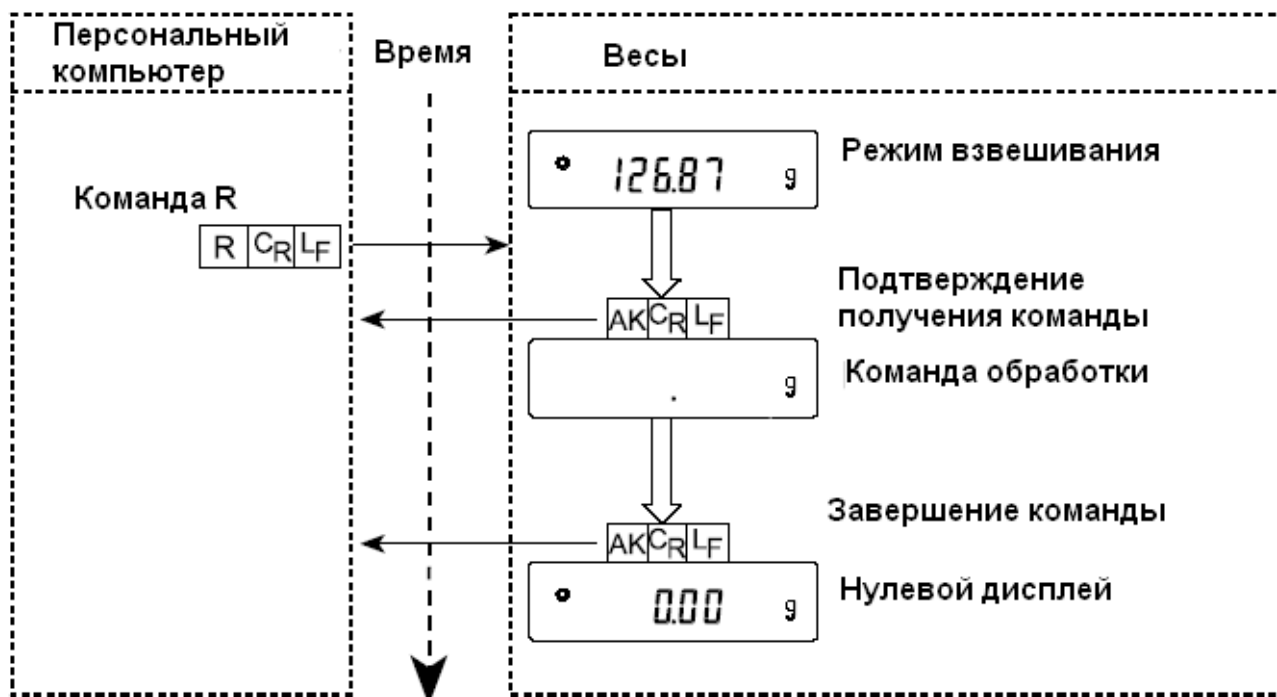 Персональный
компьютер
Время
Весы
126.87 g
Режим взвешивания
Команда R
R CR LF
Подтверждение
получения команды
AK CR LF
. g
Команда обработки
Завершение команды
AK CR LF
0.00 g
Нулевой дисплей